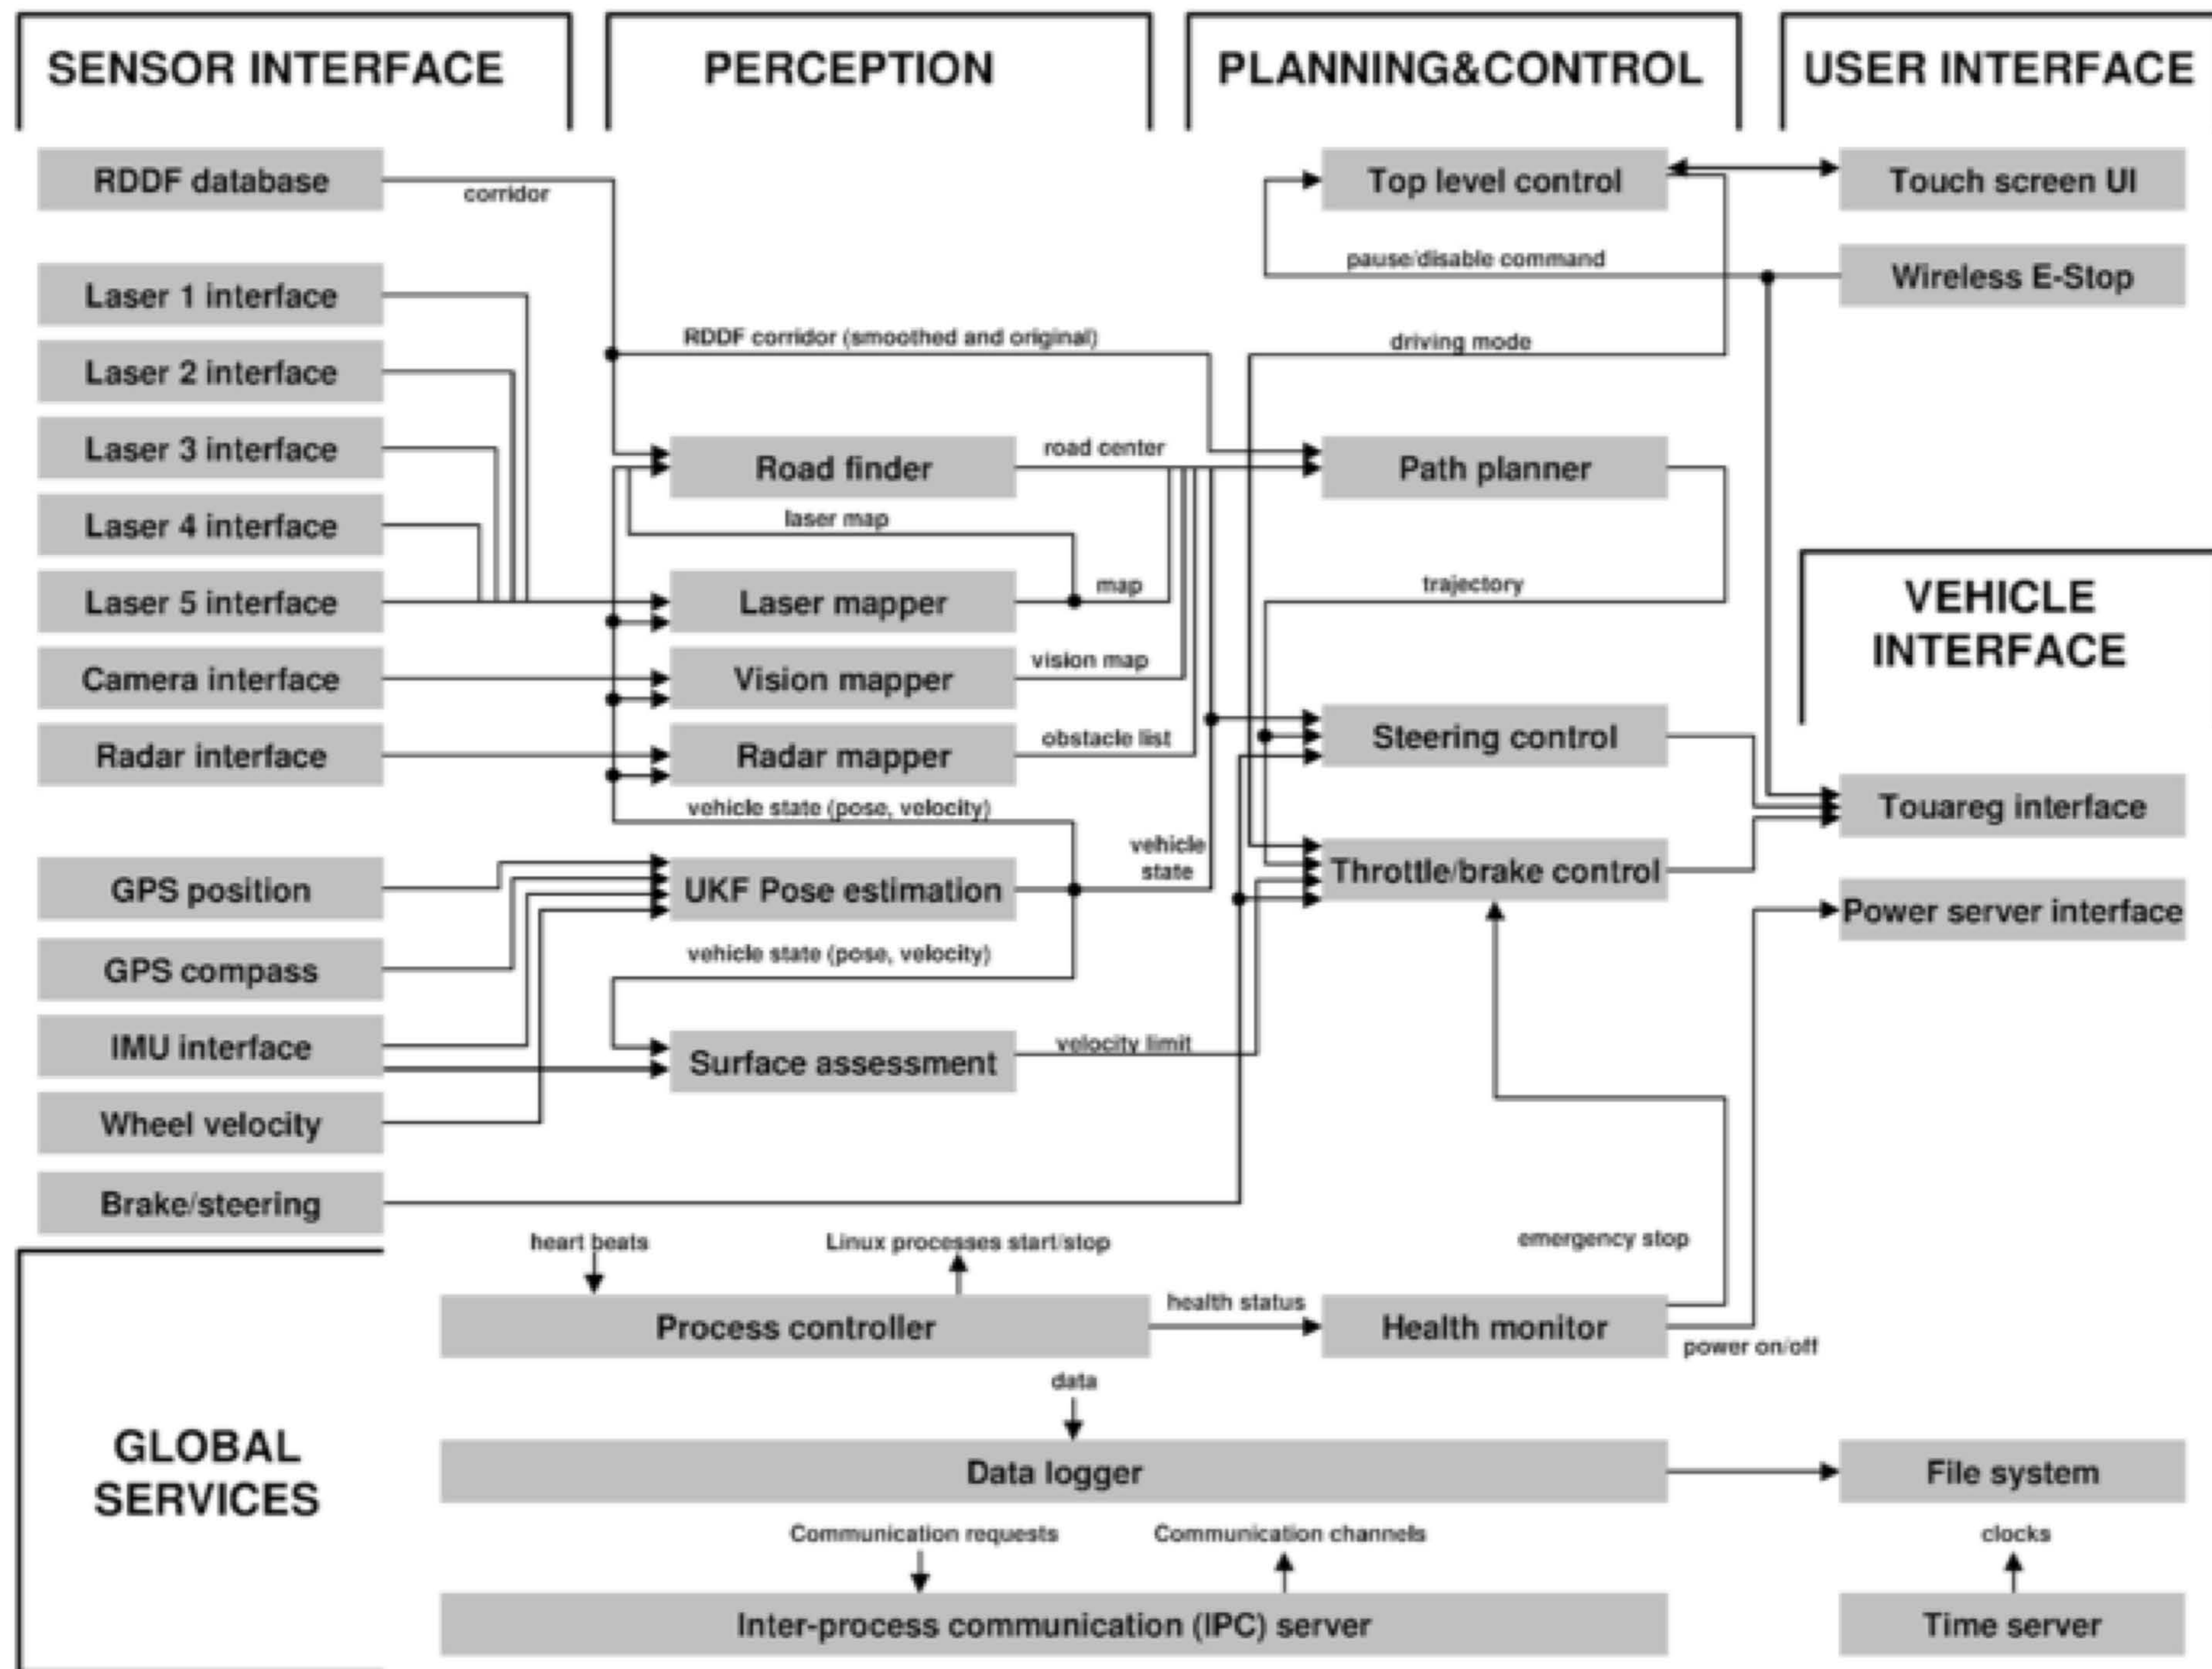 SENSOR INTERFACE
PERCEPTION
PLANNING&CONTROL
USER INTERFACE
RDDF database
corridor
Top level control
Touch screen UI
pause/disable command
Wireless E-Stop
Laser 1 interface
RDDF corridor (smoothed and original)
driving mode
Laser 2 interface
Laser 3 interface
Road finder
road center
Path planner
Laser 4 interface
laser map
Laser 5 interface
Laser mapper
map
trajectory
VEHICLE
INTERFACE
Camera interface
Vision mapper
vision map
Radar interface
Radar mapper
obstacle list
Steering control
vehicle state (pose, velocity)
Touareg interface
vehicle
state
GPS position
UKF Pose estimation
Throttle/brake control
Power server interface
vehicle state (pose, velocity)
GPS compass
IMU interface
Surface assessment
velocity limit
Wheel velocity
Brake/steering
heart beats
Linux processes start/stop
emergency stop
Process controller
health status
Health monitor
power on/off
data
GLOBAL
SERVICES
Data logger
File system
Communication requests
Communication channels
clocks
Inter-process communication (IPC) server
Time server